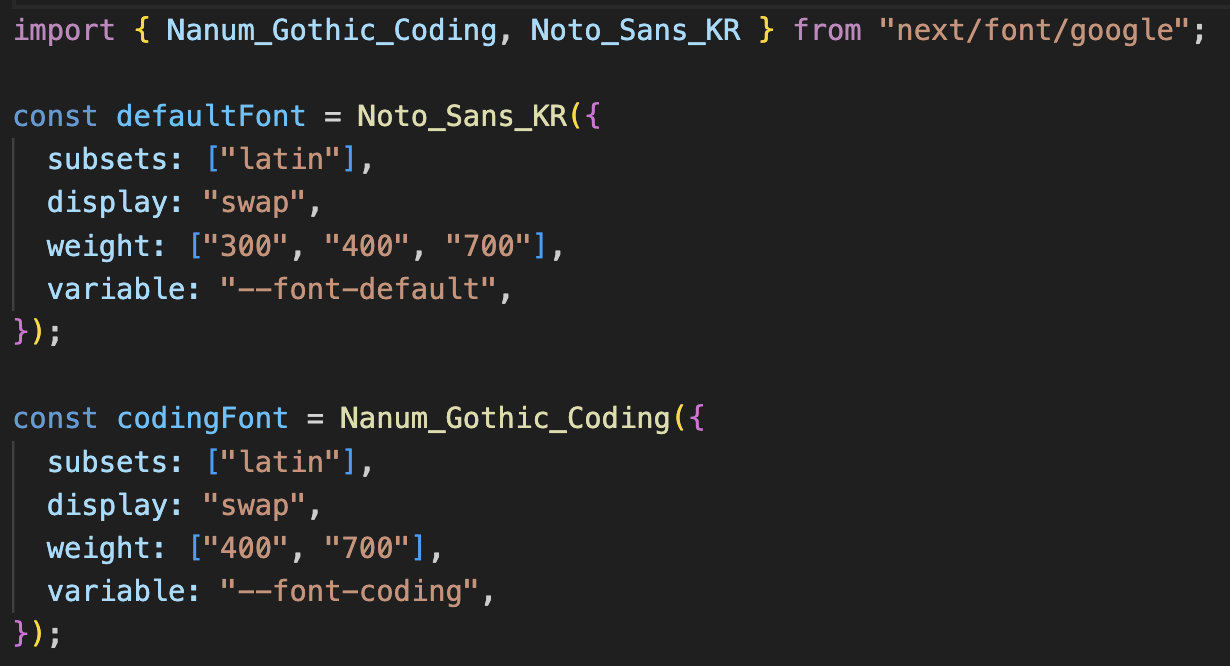 import { Nanum_Gothic_Coding, Noto_Sans_KR } from "next/font/google";
const defaultFont = Noto_Sans_KR({
  subsets: ["latin"],
  display: "swap",
  weight: ["300", "400", "700"],
  variable: "--font-default",
});
const codingFont = Nanum_Gothic_Coding({
  subsets: ["latin"],
  display: "swap",
  weight: ["400", "700"],
  variable: "--font-coding",
});